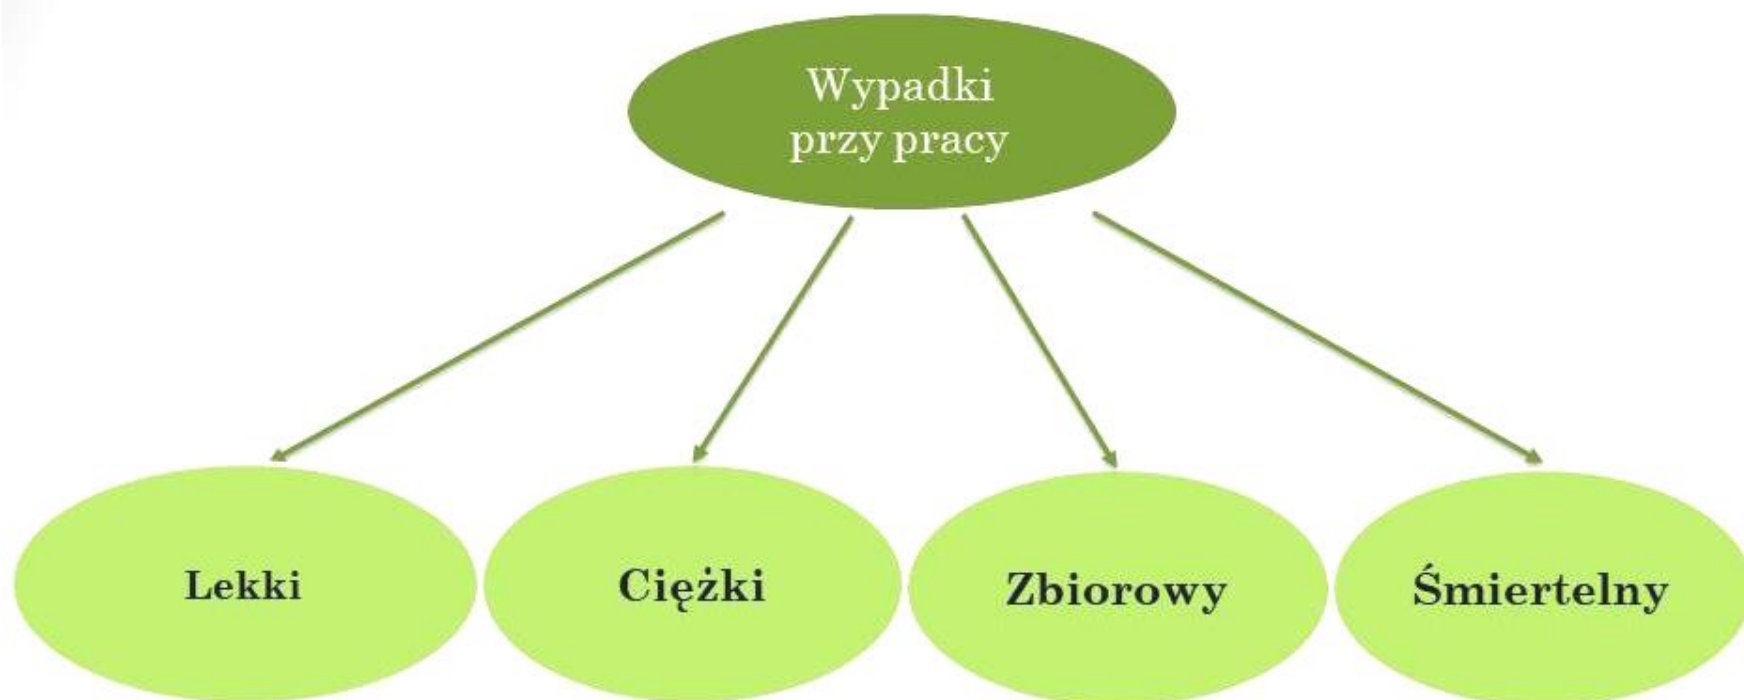 Wypadki
przy pracy
Lekki
Ciężki
Zbiorowy
Śmiertelny